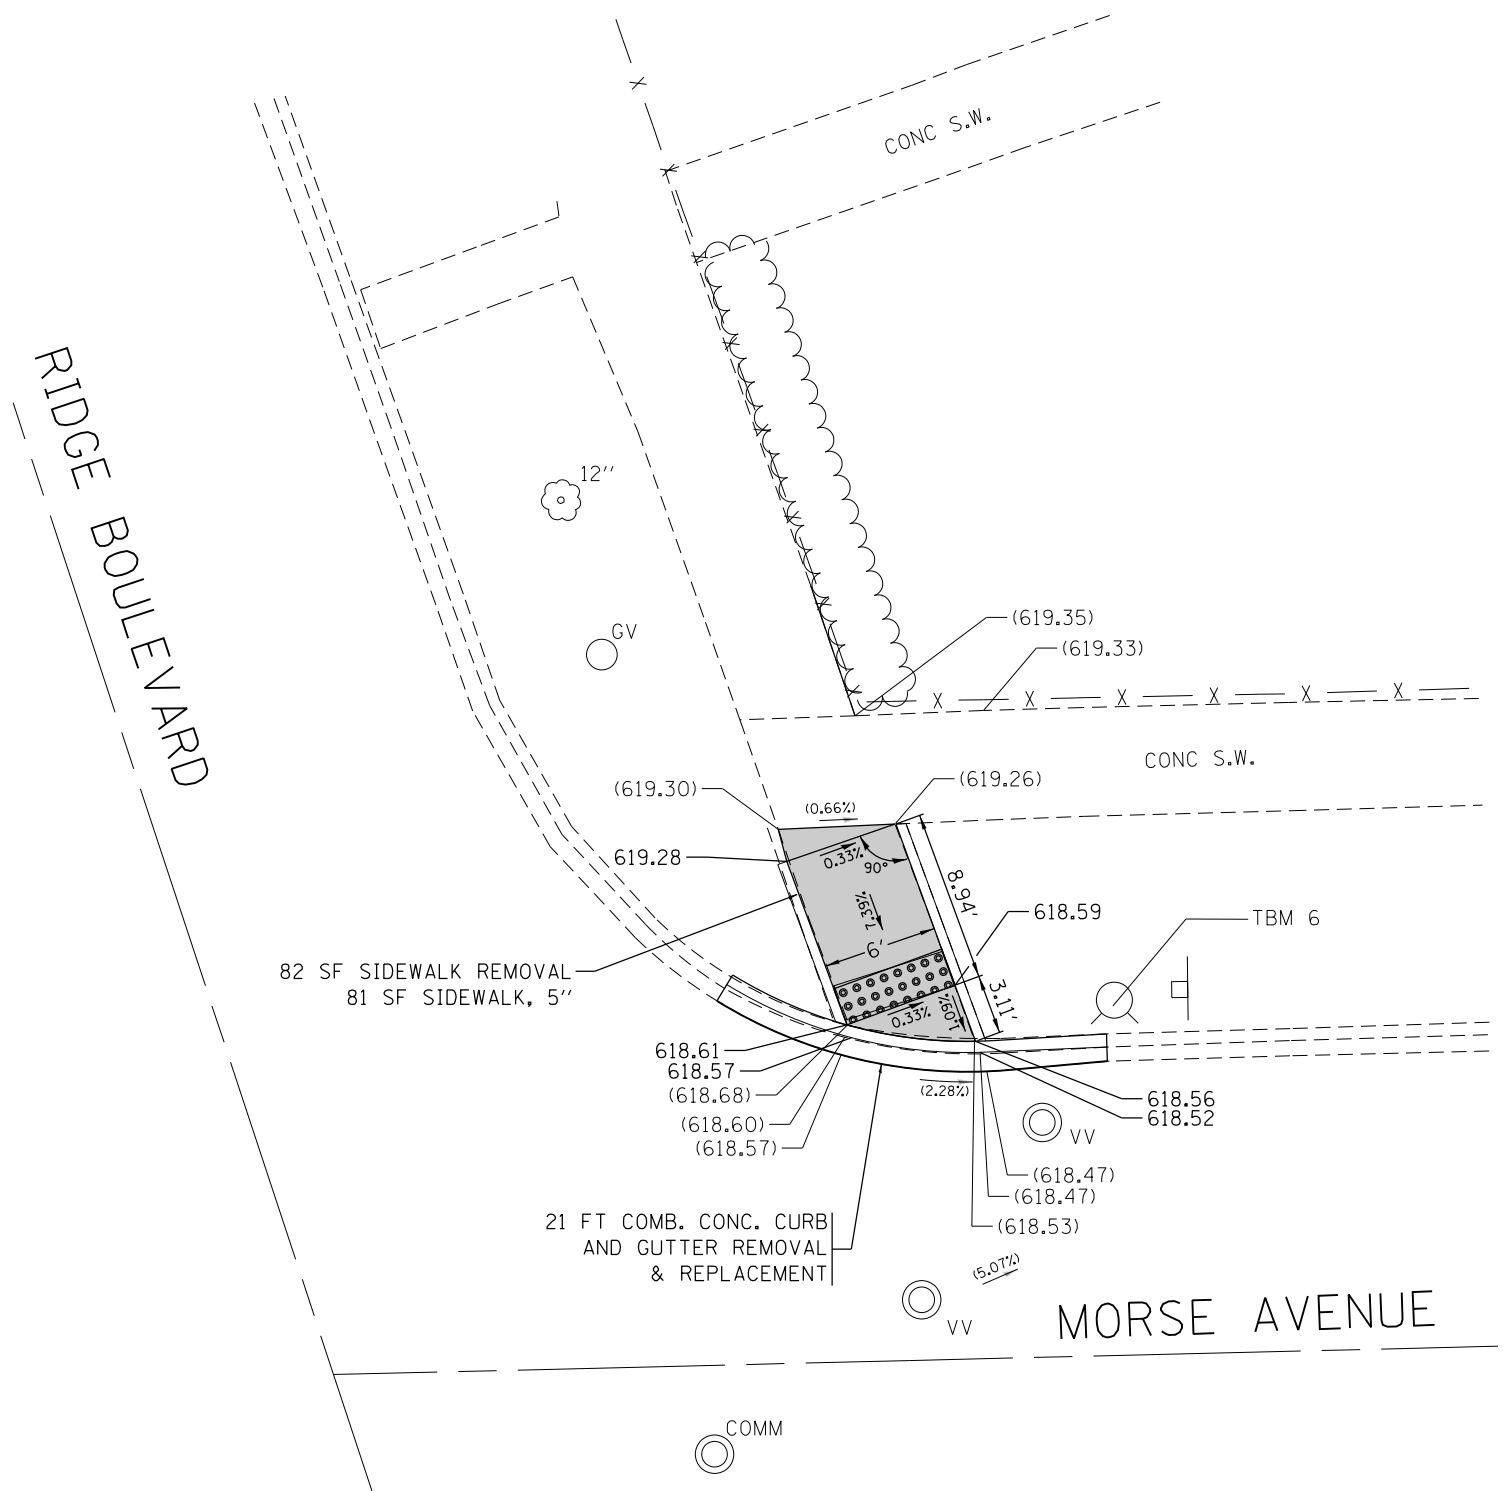 CONC S.W.
RIDGE BOULEVARD
12''
GV
(619.35)
(619.33)
X X X X X X
CONC S.W.
(619.30)
(619.26)
(0.66%)
619.28
0.33%
90°
8.94'
7.39%
6'
618.59
TBM 6
82 SF SIDEWALK REMOVAL
81 SF SIDEWALK, 5''
3.11'
0.33%
1.09%
618.61
618.57
(618.68)
(618.60)
(618.57)
(2.28%)
618.56
618.52
VV
(618.47)
(618.47)
(618.53)
21 FT COMB. CONC. CURB
AND GUTTER REMOVAL
& REPLACEMENT
(5.07%)
VV
MORSE AVENUE
COMM